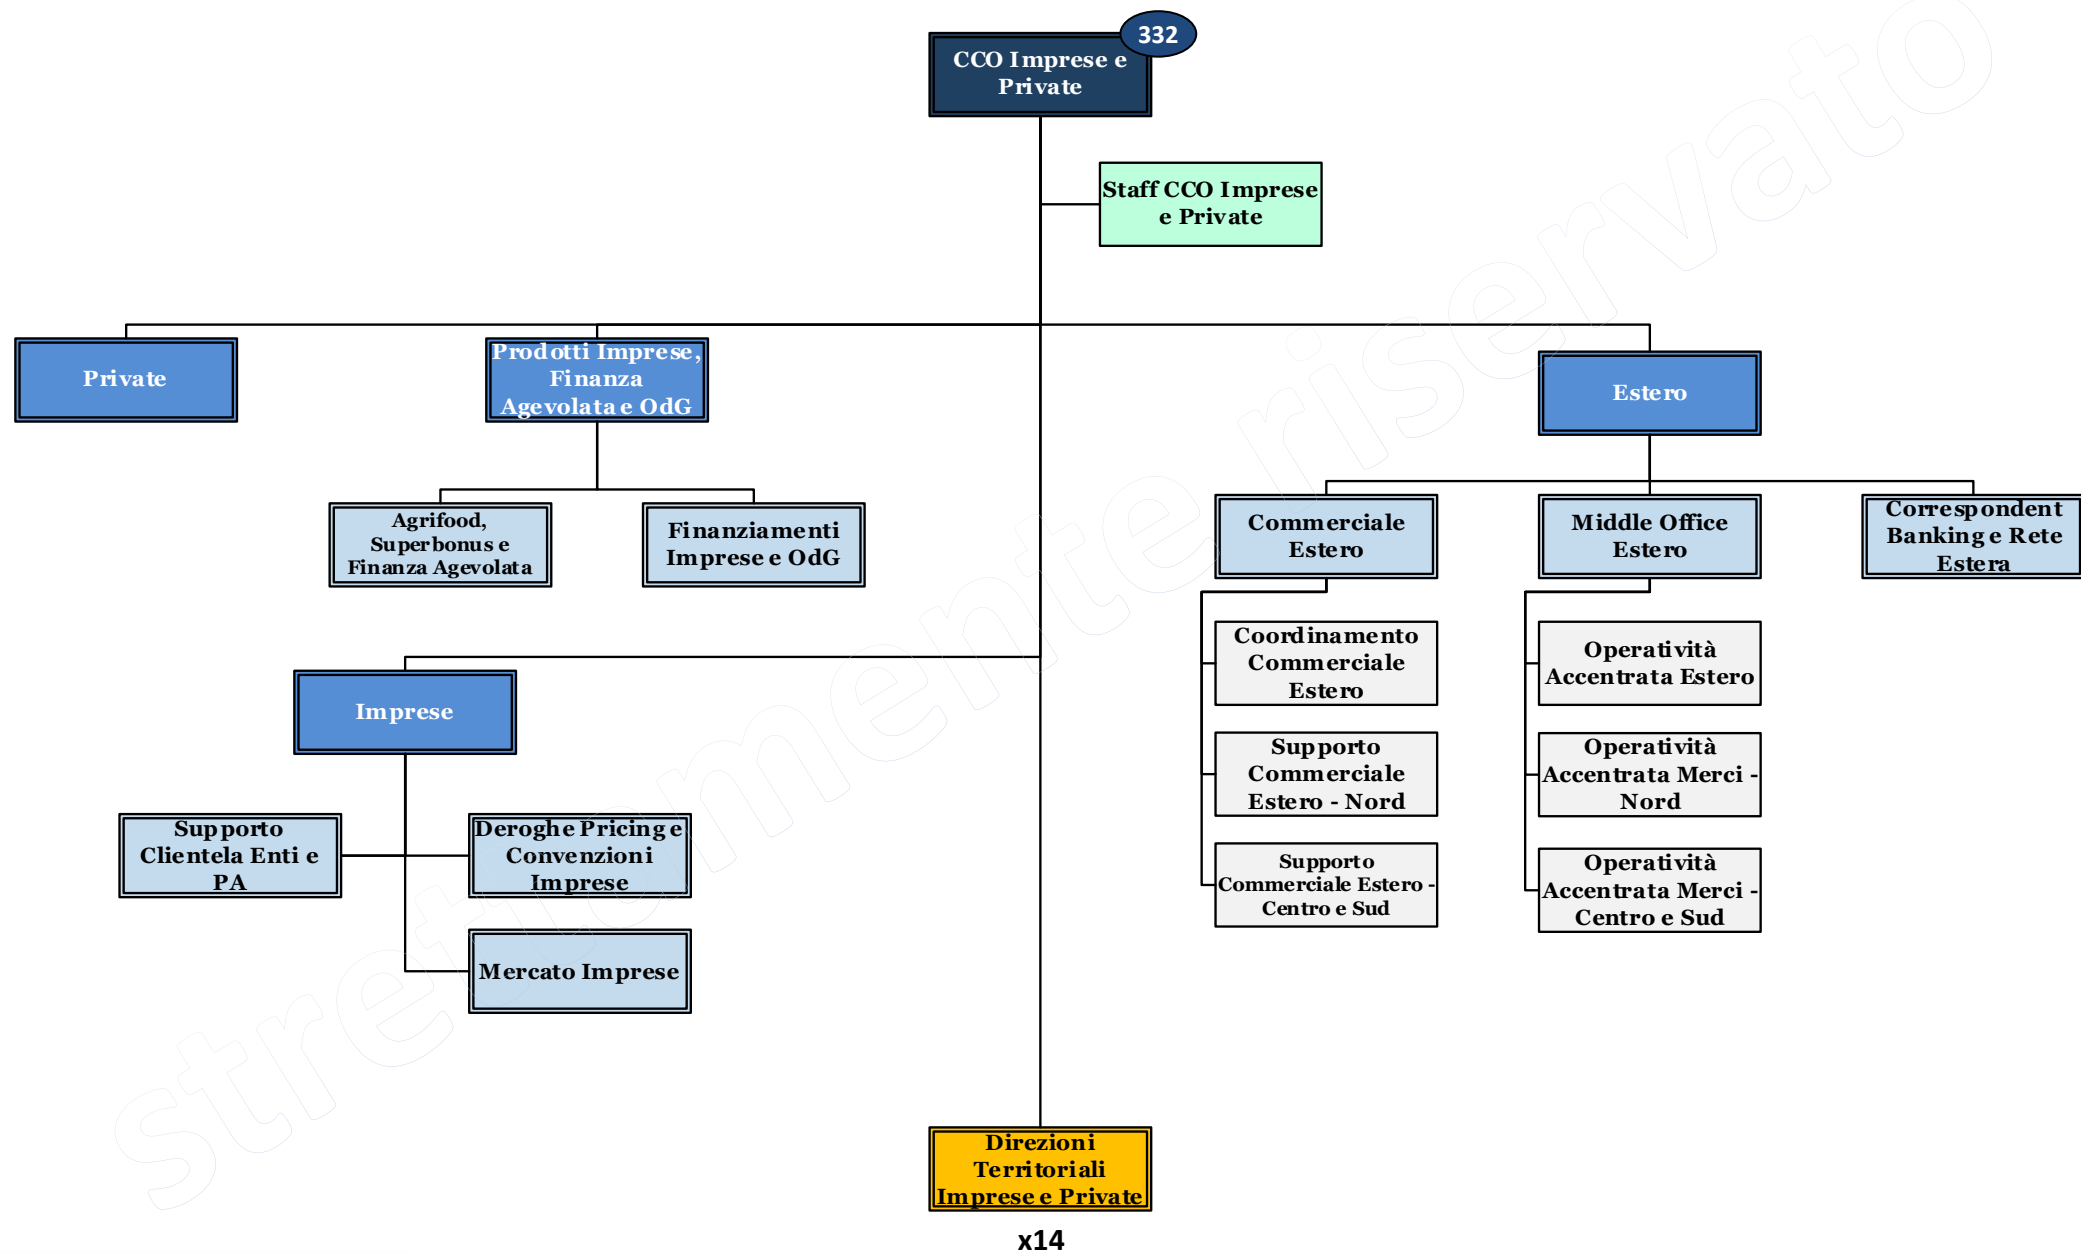 332
CCO Imprese e
Private
Staff CCO Imprese
e Private
Private
Prodotti Imprese,
Finanza
Agevolata e OdG
Estero
Agrifood,
Superbonus e
Finanza Agevolata
Finanziamenti
Imprese e OdG
Commerciale
Estero
Middle Office
Estero
Correspondent
Banking e Rete
Estera
Coordinamento
Commerciale
Estero
Operatività
Accentrata Estero
Imprese
Supporto
Commerciale
Estero - Nord
Operatività
Accentrata Merci -
Nord
Supporto
Clientela Enti e
PA
Deroghe Pricing e
Convenzioni
Imprese
Supporto
Commerciale Estero -
Centro e Sud
Operatività
Accentrata Merci -
Centro e Sud
Mercato Imprese
Direzioni
Territoriali
Imprese e Private
x14
strettamente riservato